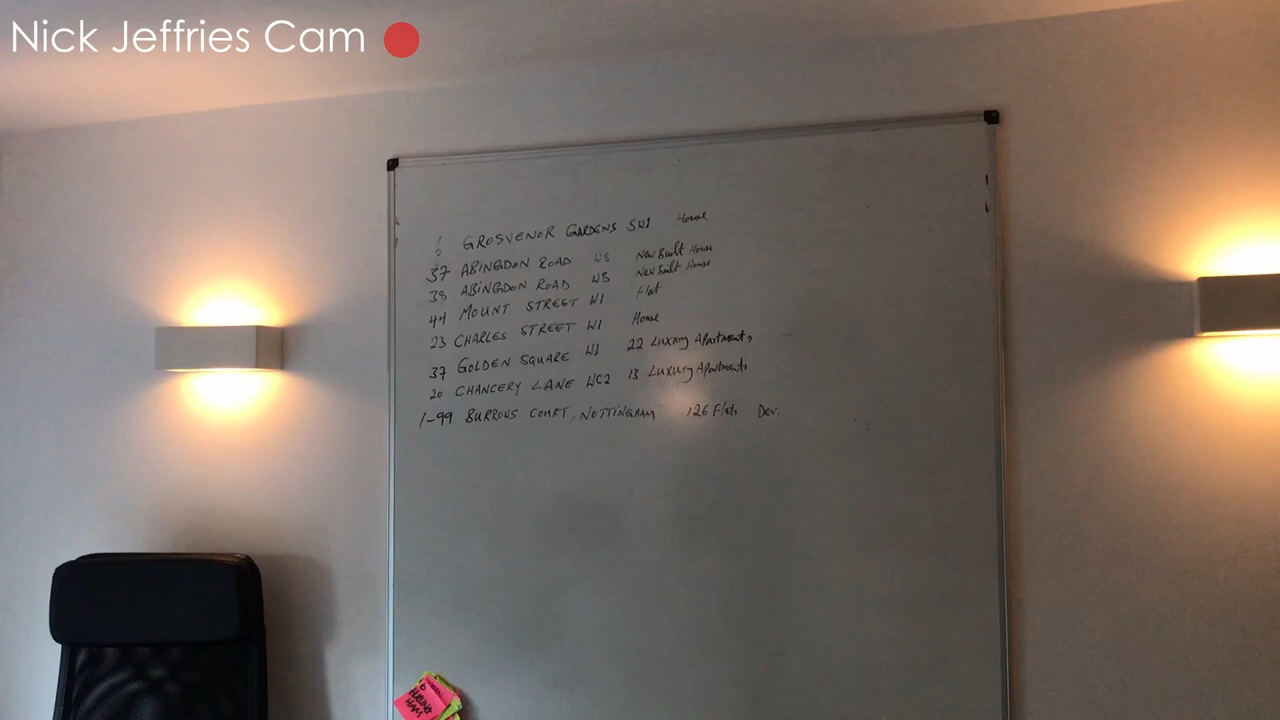 Nick Jeffries Cam
6 GROSVENOR GARDENS SW1 House
37 ABINGDON ROAD W8 New Built House
38 ABINGDON ROAD W8 New Built House
44 MOUNT STREET W1 Flat
23 CHARLES STREET W1 House
37 GOLDEN SQUARE W1 22 Luxury Apartments
20 CHANCERY LANE WC2 13 Luxury Apartments
1-99 BURROWS COURT, NOTTINGHAM 126 Flats Dev.